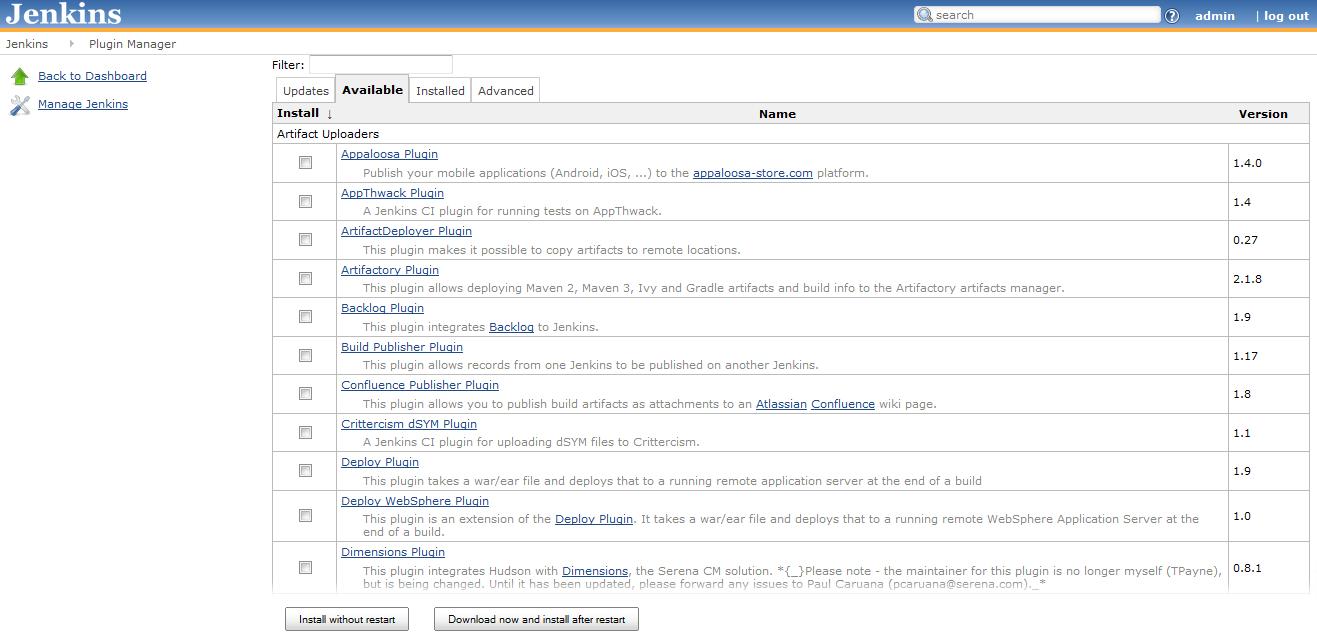 Jenkins
search
admin | log out
Jenkins Plugin Manager
Back to Dashboard
Manage Jenkins
Filter:
Updates Available Installed Advanced
Install ↓ Name Version
Artifact Uploaders
Appaloosa Plugin
Publish your mobile applications (Android, iOS, ...) to the appaloosa-store.com platform.
1.4.0
AppThwack Plugin
A Jenkins CI plugin for running tests on AppThwack.
1.4
ArtifactDeployer Plugin
This plugin makes it possible to copy artifacts to remote locations.
0.27
Artifactory Plugin
This plugin allows deploying Maven 2, Maven 3, Ivy and Gradle artifacts and build info to the Artifactory artifacts manager.
2.1.8
Backlog Plugin
This plugin integrates Backlog to Jenkins.
1.9
Build Publisher Plugin
This plugin allows records from one Jenkins to be published on another Jenkins.
1.17
Confluence Publisher Plugin
This plugin allows you to publish build artifacts as attachments to an Atlassian Confluence wiki page.
1.8
Crittercism dSYM Plugin
A Jenkins CI plugin for uploading dSYM files to Crittercism.
1.1
Deploy Plugin
This plugin takes a war/ear file and deploys that to a running remote application server at the end of a build
1.9
Deploy WebSphere Plugin
This plugin is an extension of the Deploy Plugin. It takes a war/ear file and deploys that to a running remote WebSphere Application Server at the
end of a build.
1.0
Dimensions Plugin
This plugin integrates Hudson with Dimensions, the Serena CM solution. *{_}Please note - the maintainer for this plugin is no longer myself (TPayne),
but is being changed. Until it has been updated, please forward any issues to Paul Caruana (pcaruana@serena.com)._*
0.8.1
Install without restart
Download now and install after restart